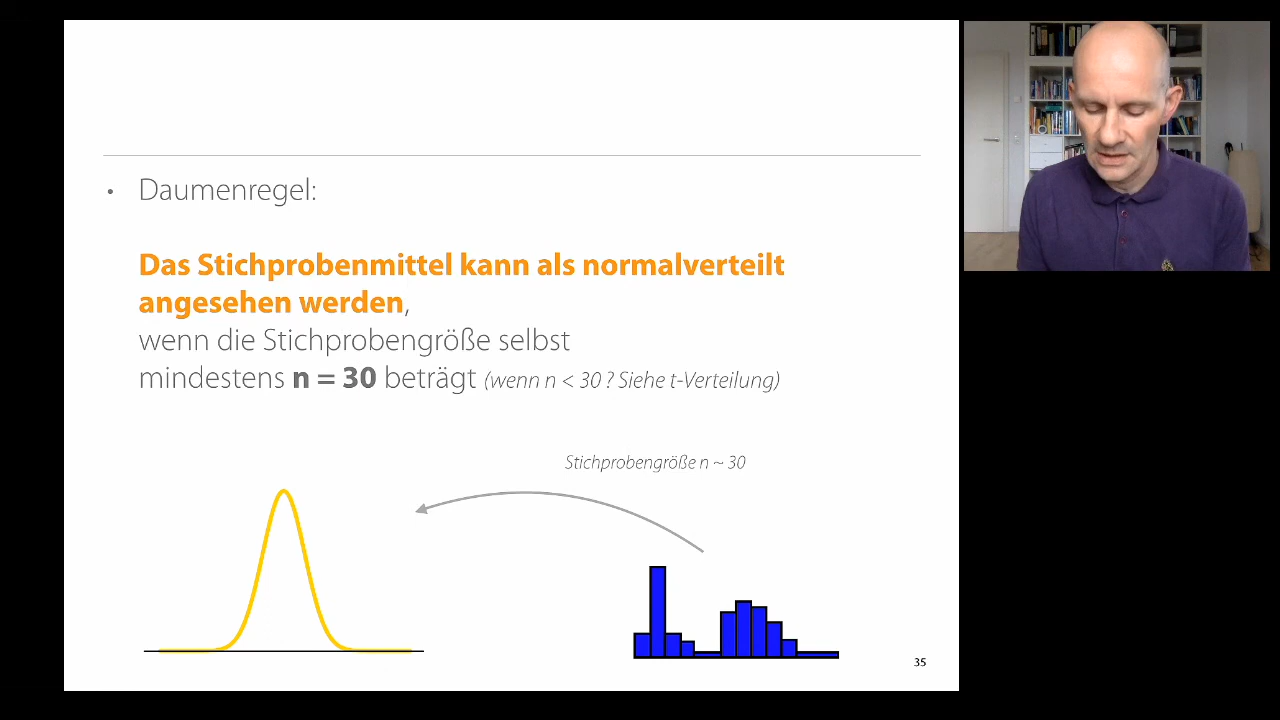 • Daumenregel:
Das Stichprobenmittel kann als normalverteilt
angesehen werden,
wenn die Stichprobengröße selbst
mindestens n = 30 beträgt (wenn n < 30 ? Siehe t-Verteilung)
Stichprobengröße n ~ 30
35